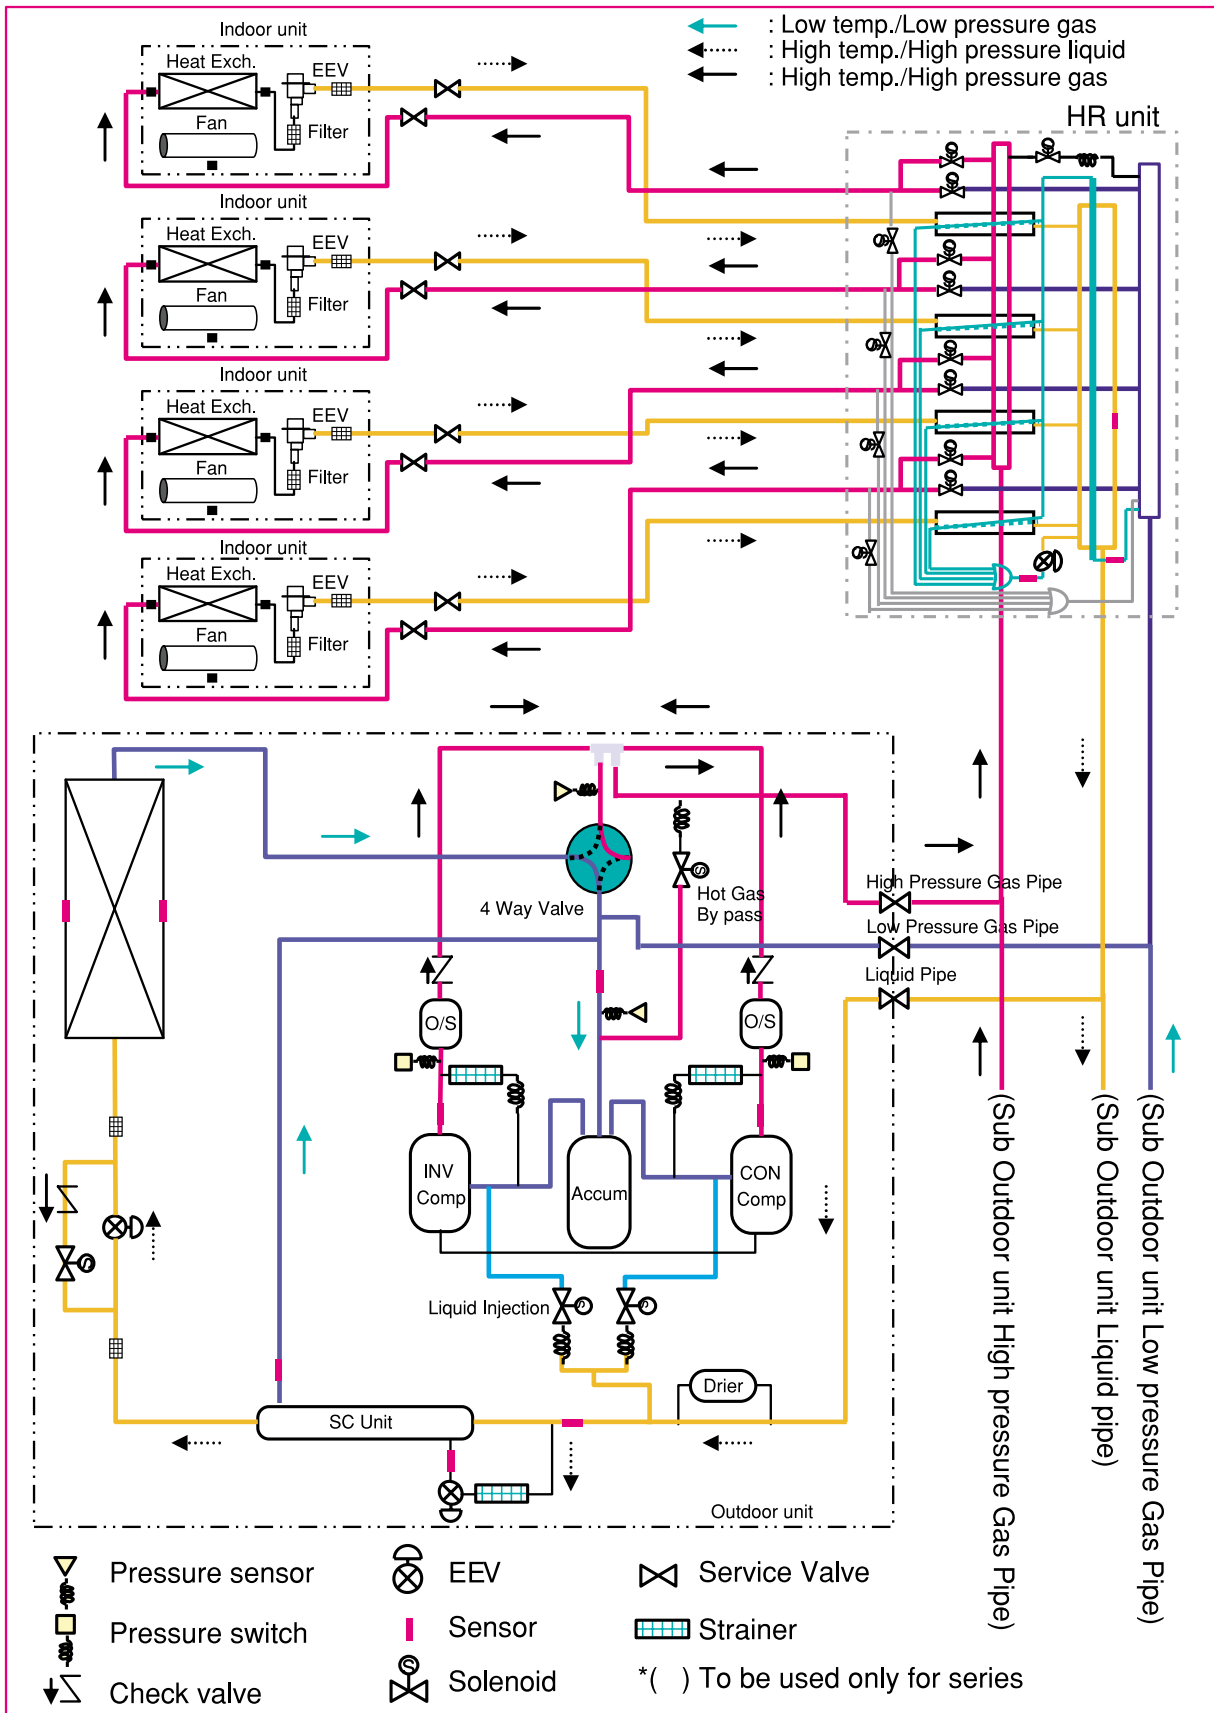 : Low temp./Low pressure gas
: High temp./High pressure liquid
: High temp./High pressure gas
HR unit
Indoor unit
Heat Exch.
EEV
Fan
Filter
Indoor unit
Heat Exch.
EEV
Fan
Filter
Indoor unit
Heat Exch.
EEV
Fan
Filter
Indoor unit
Heat Exch.
EEV
Fan
Filter
4 Way Valve
Hot Gas
By pass
High Pressure Gas Pipe
Low Pressure Gas Pipe
Liquid Pipe
O/S
O/S
S
INV
Comp
Accum
CON
Comp
S
Liquid Injection
S
S
Drier
SC Unit
Outdoor unit
(Sub Outdoor unit High pressure Gas Pipe)
(Sub Outdoor unit Liquid pipe)
(Sub Outdoor unit Low pressure Gas Pipe)
Pressure sensor
EEV
Service Valve
Pressure switch
Sensor
Strainer
Check valve
S
Solenoid
*( ) To be used only for series